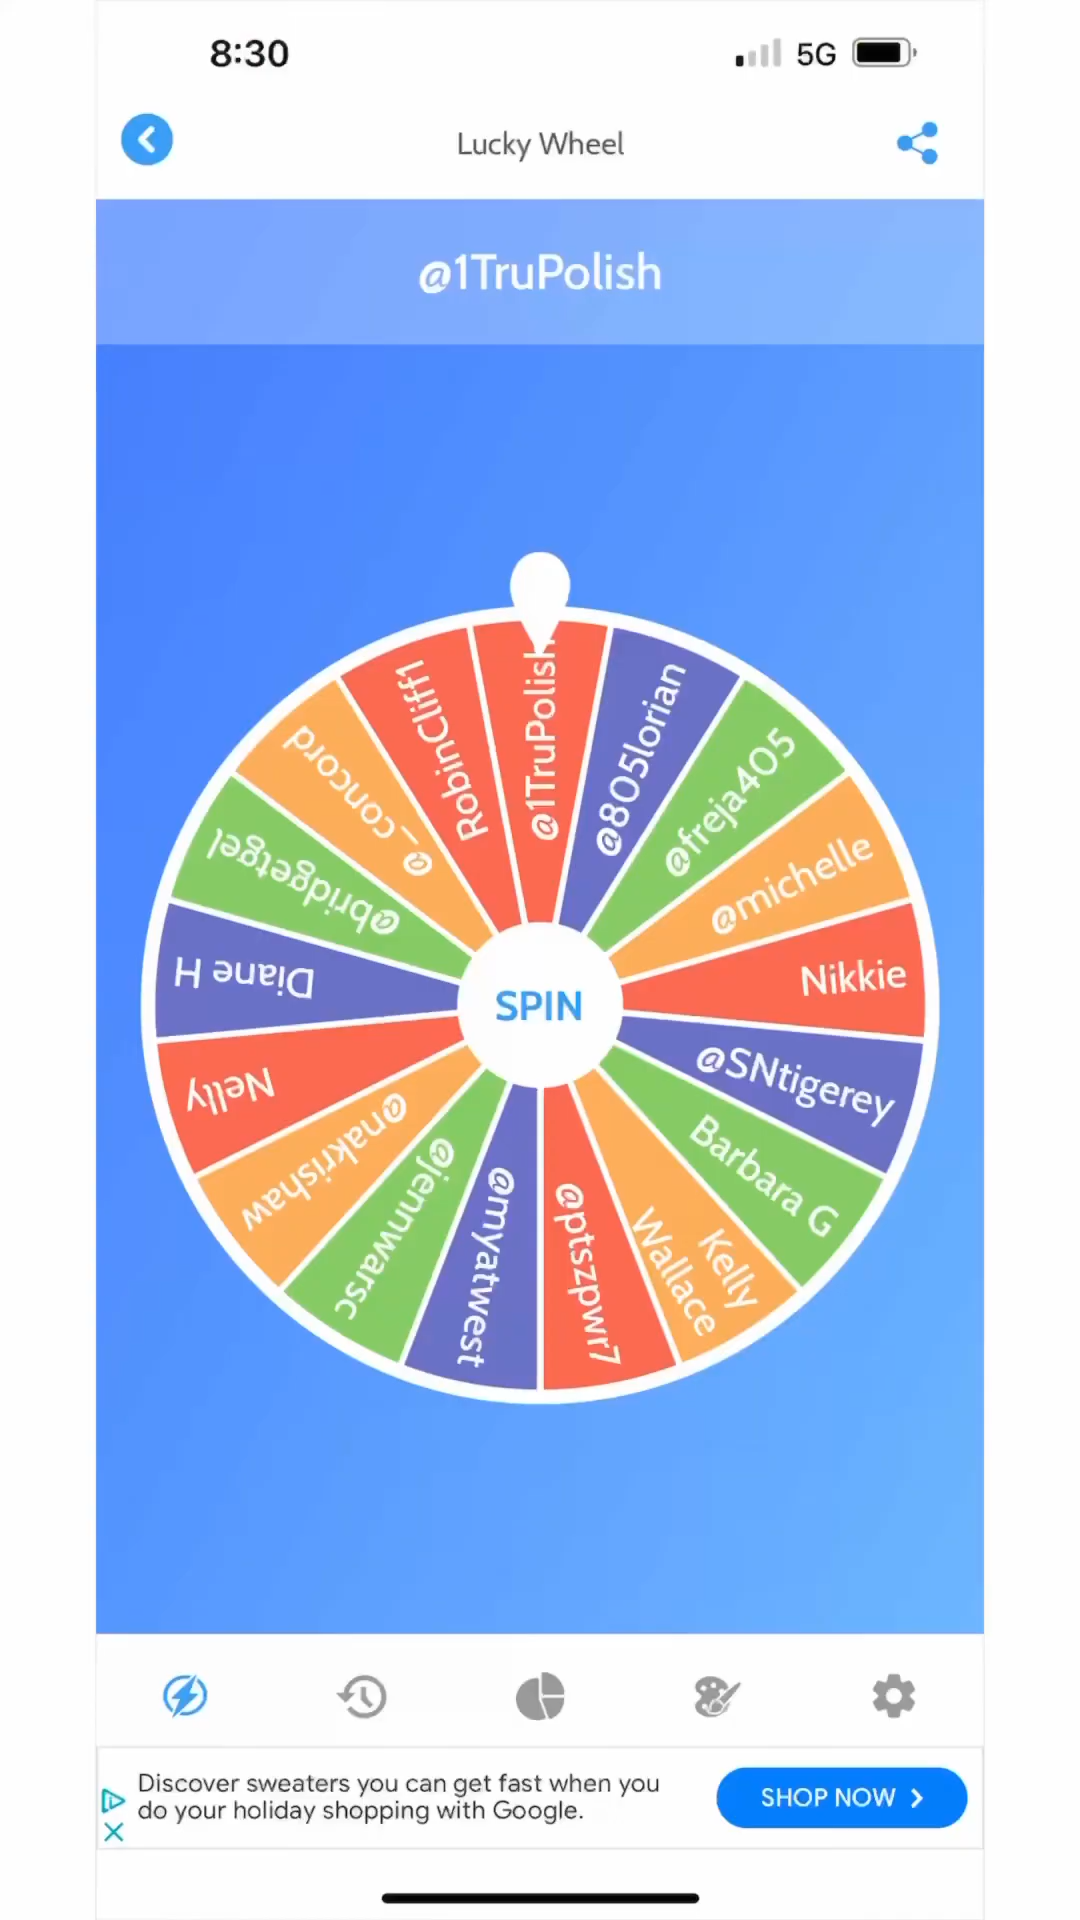 8:30
5G
Lucky Wheel
@1TruPolish
@1TruPolish
@805lorian
@freja405
@michelle
Nikkie
@SNtigerey
Barbara G
Kelly
Wallace
@ptszpwr7
@myatwest
@jennwarsc
@nakrishaw
Nelly
Diane H
@bridgetgel
@_concord
RobinCliff1
SPIN
Discover sweaters you can get fast when you
do your holiday shopping with Google.
SHOP NOW